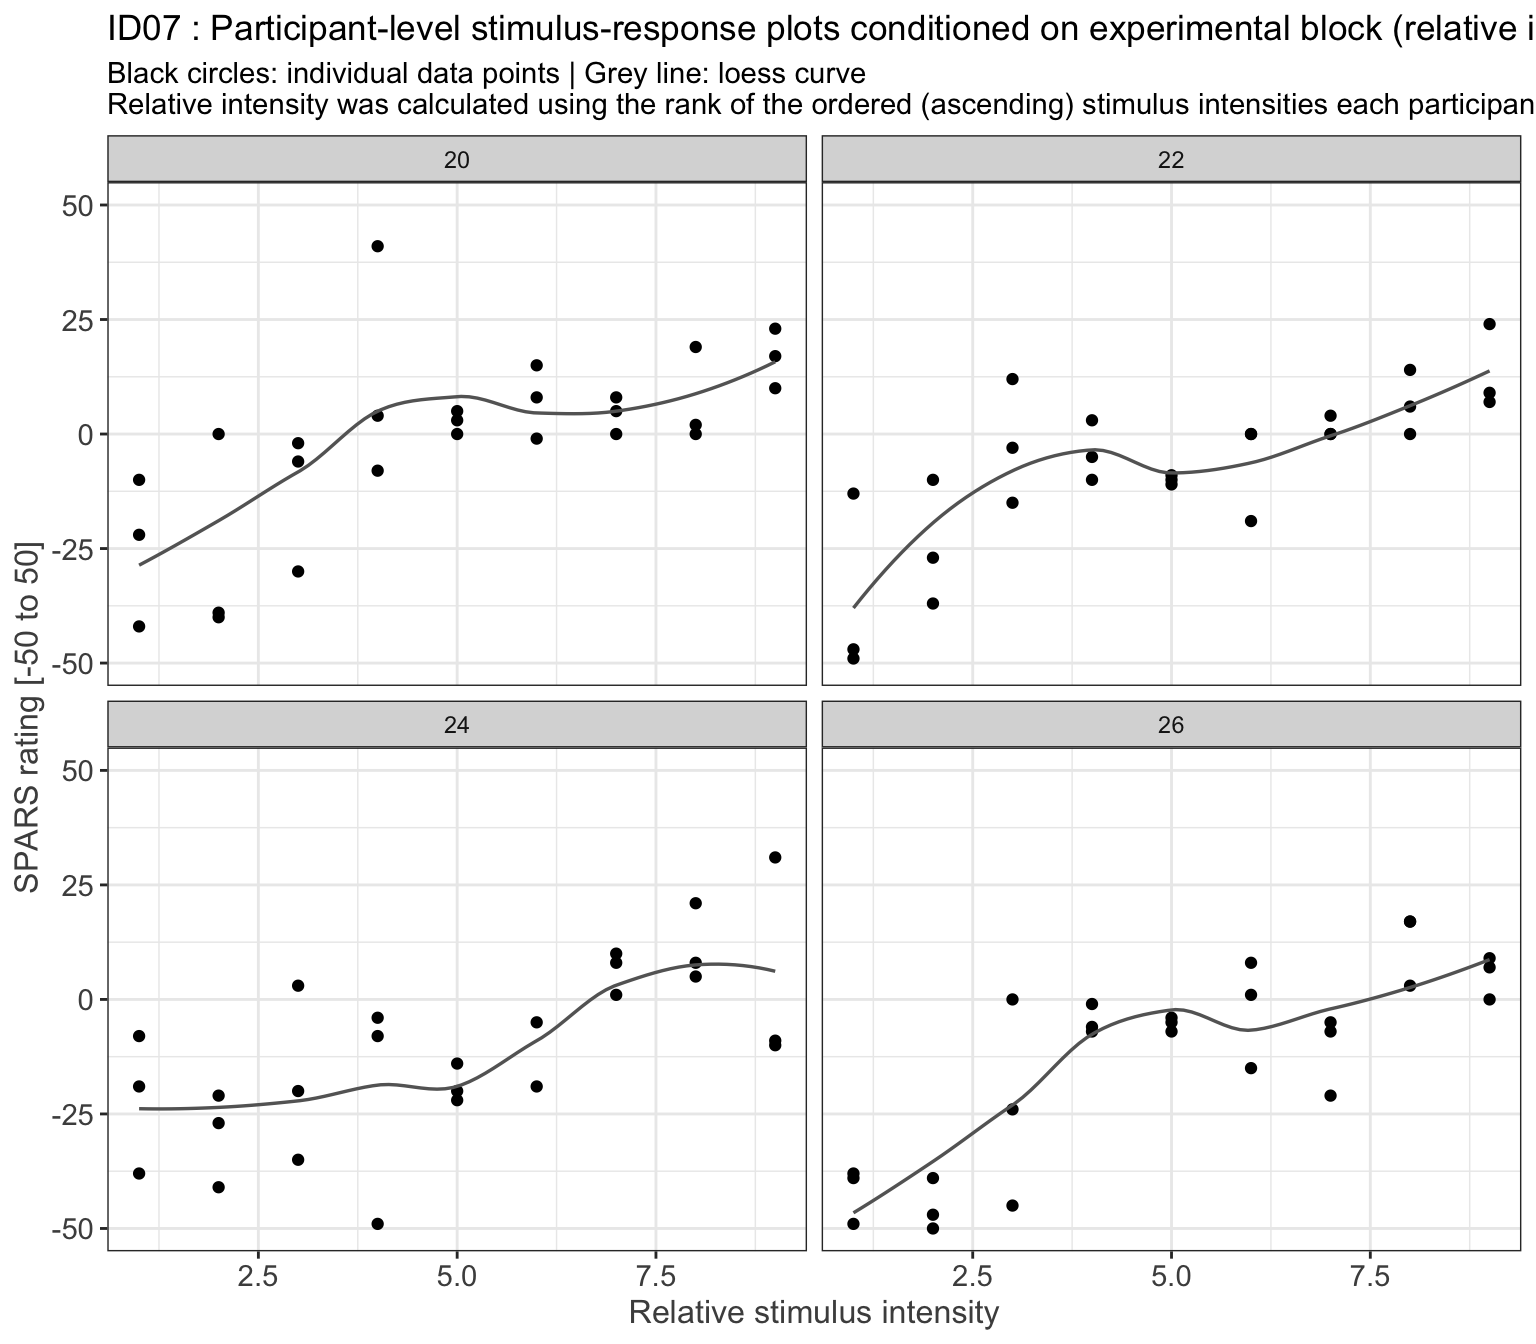 ID07 : Participant-level stimulus-response plots conditioned on experimental block (relative i
Black circles: individual data points | Grey line: loess curve
Relative intensity was calculated using the rank of the ordered (ascending) stimulus intensities each participan
20
22
50
25
0
-25
-50
24
26
50
25
0
-25
-50
SPARS rating [-50 to 50]
2.5 5.0 7.5
2.5 5.0 7.5
Relative stimulus intensity